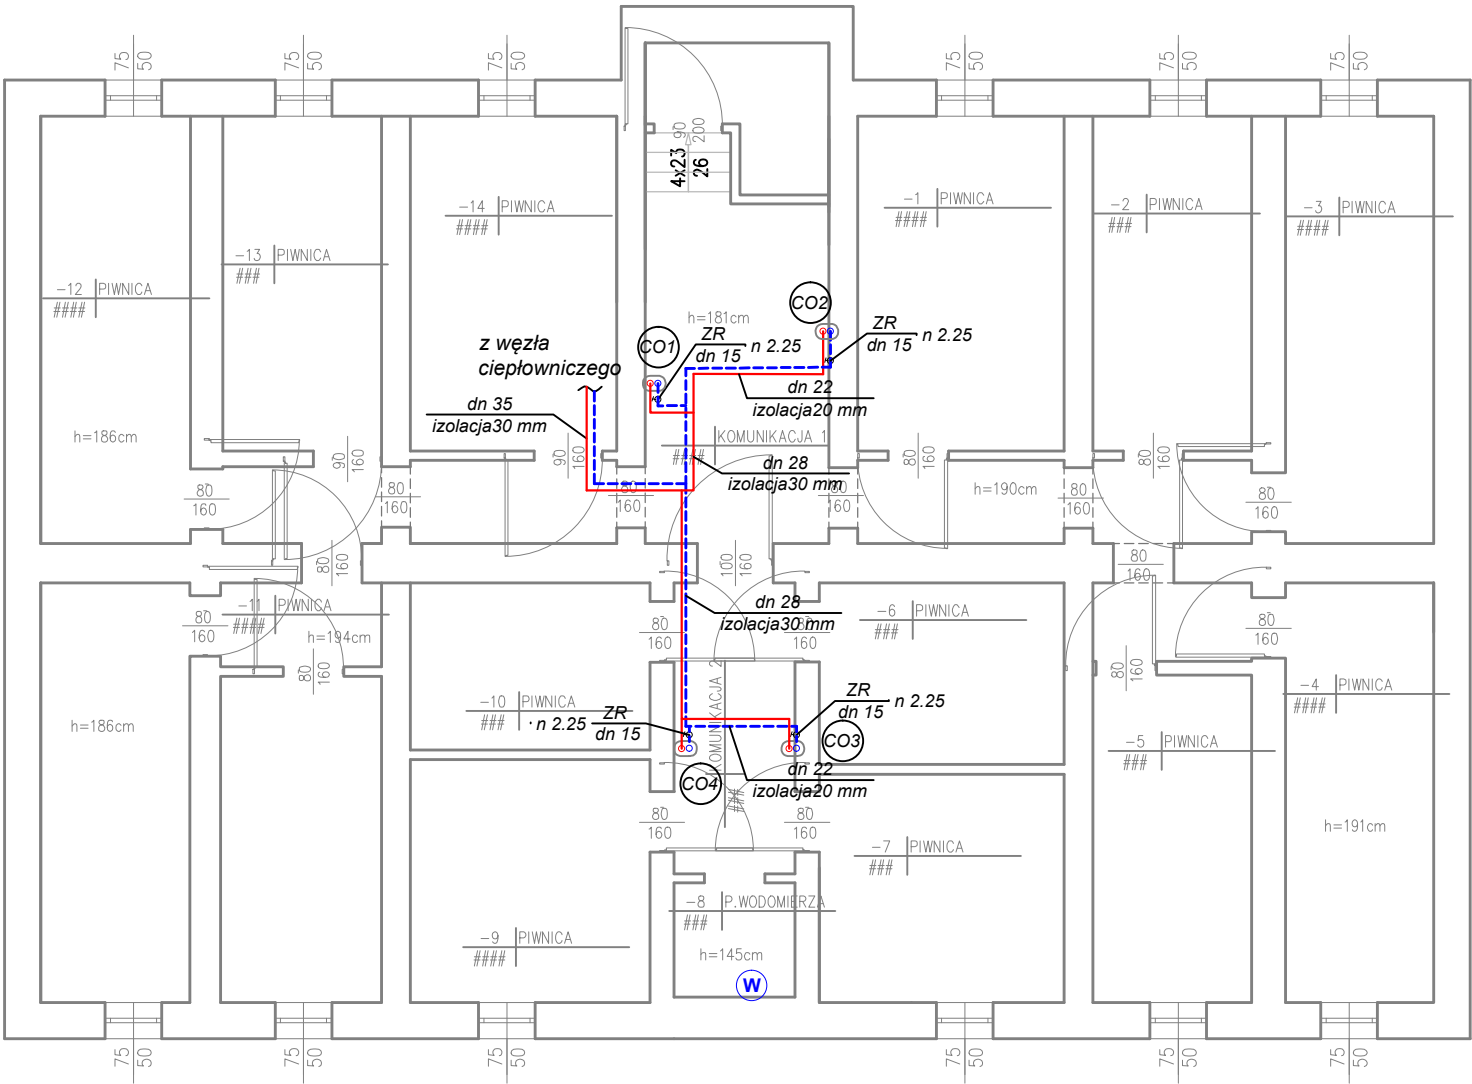 75 50
75 50
75 50
75 50
75 50
75 50
90 200
4x23
26
-14 PIWNICA
####
-1 PIWNICA
####
-2 PIWNICA
###
-3 PIWNICA
####
-13 PIWNICA
###
-12 PIWNICA
####
h=181cm
CO2
ZR
dn 15
n 2.25
CO1
ZR
dn 15
n 2.25
z węzła
ciepłowniczego
dn 22
izolacja20 mm
dn 35
izolacja30 mm
h=186cm
KOMUNIKACJA 1
####
90 160
90 160
80 160
80 160
dn 28
izolacja30 mm
80
160
80
160
80
160
80
160
h=190cm
80
160
80
160
80 160
100 160
80
160
dn 28
izolacja30 mm
-11 PIWNICA
####
h=194cm
80
160
80
160
80
160
-6 PIWNICA
###
80
160
80 160
80 160
KOMUNIKACJA 2
###
-10 PIWNICA
###
n 2.25
ZR
dn 15
ZR
dn 15
n 2.25
-4 PIWNICA
####
h=186cm
CO3
-5 PIWNICA
###
CO4
dn 22
izolacja20 mm
80
160
80
160
h=191cm
-7 PIWNICA
###
-8 P.WODOMIERZA
###
-9 PIWNICA
####
h=145cm
W
75 50
75 50
75 50
75 50
75 50
75 50